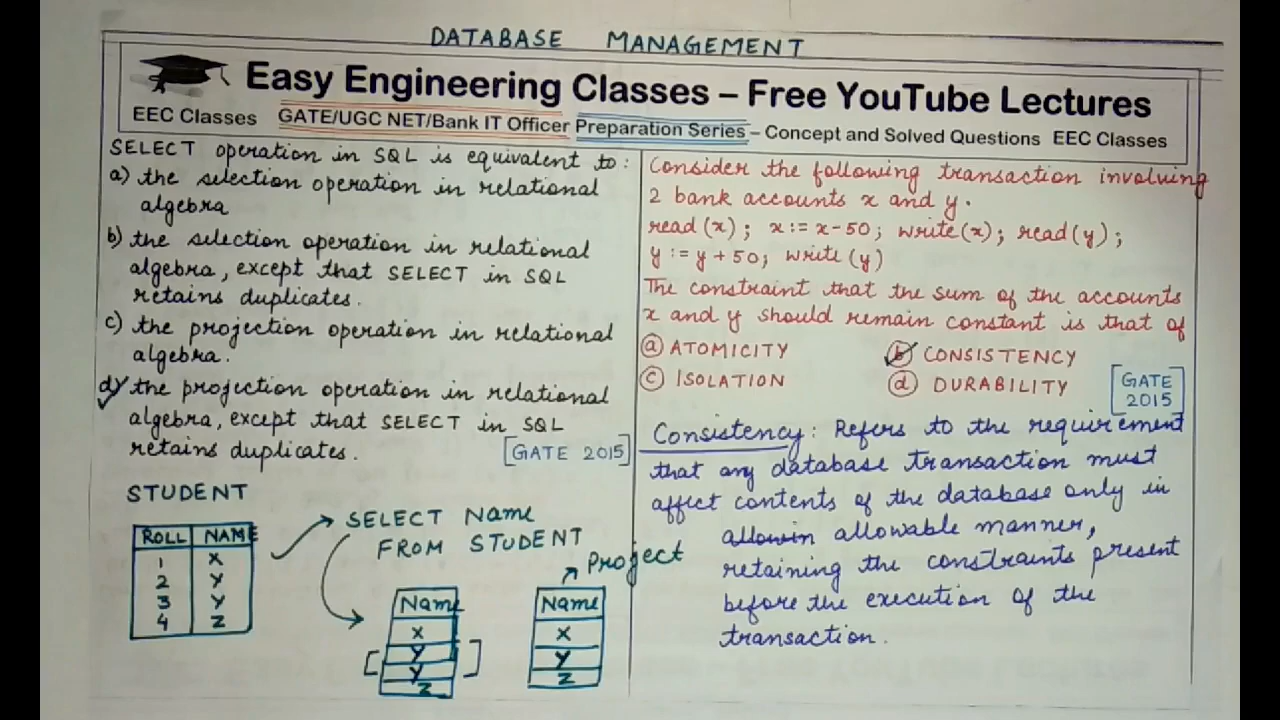 DATABASE MANAGEMENT
Easy Engineering Classes – Free YouTube Lectures
EEC Classes GATE/UGC NET/Bank IT Officer Preparation Series – Concept and Solved Questions EEC Classes
SELECT operation in SQL is equivalent to:
a) the selection operation in relational
algebra
b) the selection operation in relational
algebra, except that SELECT in SQL
retains duplicates.
c) the projection operation in relational
algebra.
d) the projection operation in relational
algebra, except that SELECT in SQL
retains duplicates.
[GATE 2015]
STUDENT
ROLL NAME
1 X
2 Y
3 Y
4 Z
SELECT Name
FROM STUDENT
Name
X
Y
Y
Z
Project
Name
X
Y
Z
Consider the following transaction involving
2 bank accounts x and y.
read (x); x := x - 50; write (x); read (y);
y := y + 50; write (y)
The constraint that the sum of the accounts
x and y should remain constant is that of
a ATOMICITY b CONSISTENCY
c ISOLATION d DURABILITY
[GATE
2015]
Consistency: Refers to the requirement
that any database transaction must
affect contents of the database only in
allowin allowable manner,
retaining the constraints present
before the execution of the
transaction.